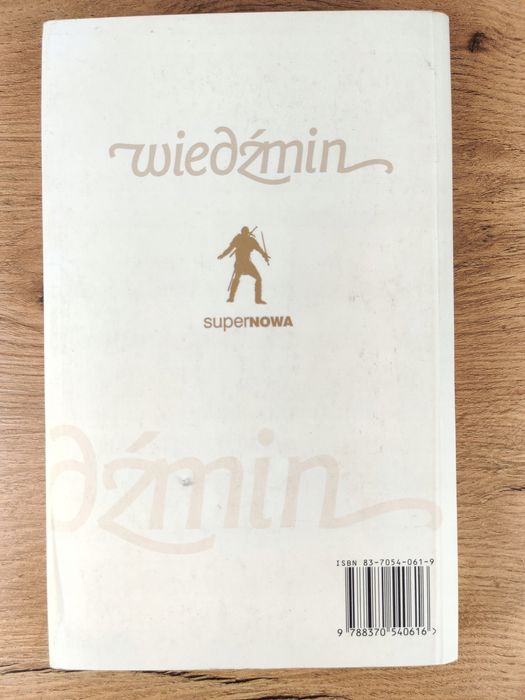 wiedźmin
superNOWA
dźmin
ISBN 83-7054-061-9
9 788370 540616 >